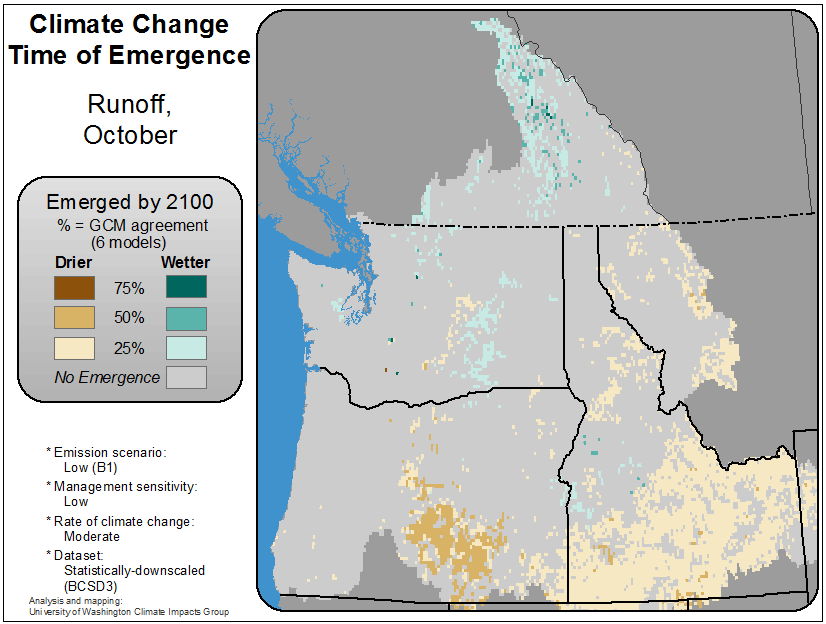 Climate Change
Time of Emergence
Runoff,
October
Emerged by 2100
% = GCM agreement
(6 models)
Drier Wetter
75%
50%
25%
No Emergence
* Emission scenario:
Low (B1)
* Management sensitivity:
Low
* Rate of climate change:
Moderate
* Dataset:
Statistically-downscaled
(BCSD3)
Analysis and mapping:
University of Washington Climate Impacts Group